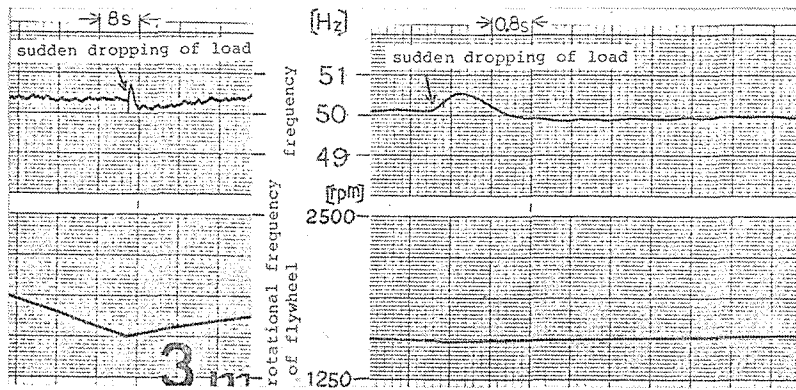 8s
sudden dropping of load
[Hz]
frequency
51
50
49
0.8s
sudden dropping of load
[rpm]
2500
1250
rotational frequency
of flywheel
3 m